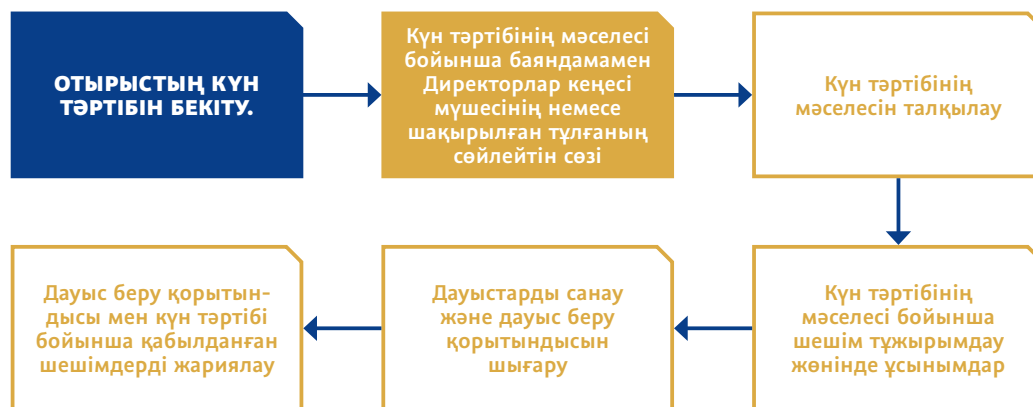 ОТЫРЫСТЫҢ КҮН
ТӘРТІБІН БЕКІТУ.
Күн тәртібінің мәселесі
бойынша баяндамамен
Директорлар кеңесі
мүшесінің немесе
шақырылған тұлғаның
сөйлейтін сөзі
Күн тәртібінің
мәселесін талқылау
Күн тәртібінің
мәселесі бойынша
шешім тұжырымдау
жөнінде ұсынымдар
Дауыстарды санау
және дауыс беру
қорытындысын
шығару
Дауыс беру қорытын-
дысы мен күн тәртібі
бойынша қабылданған
шешімдерді жариялау